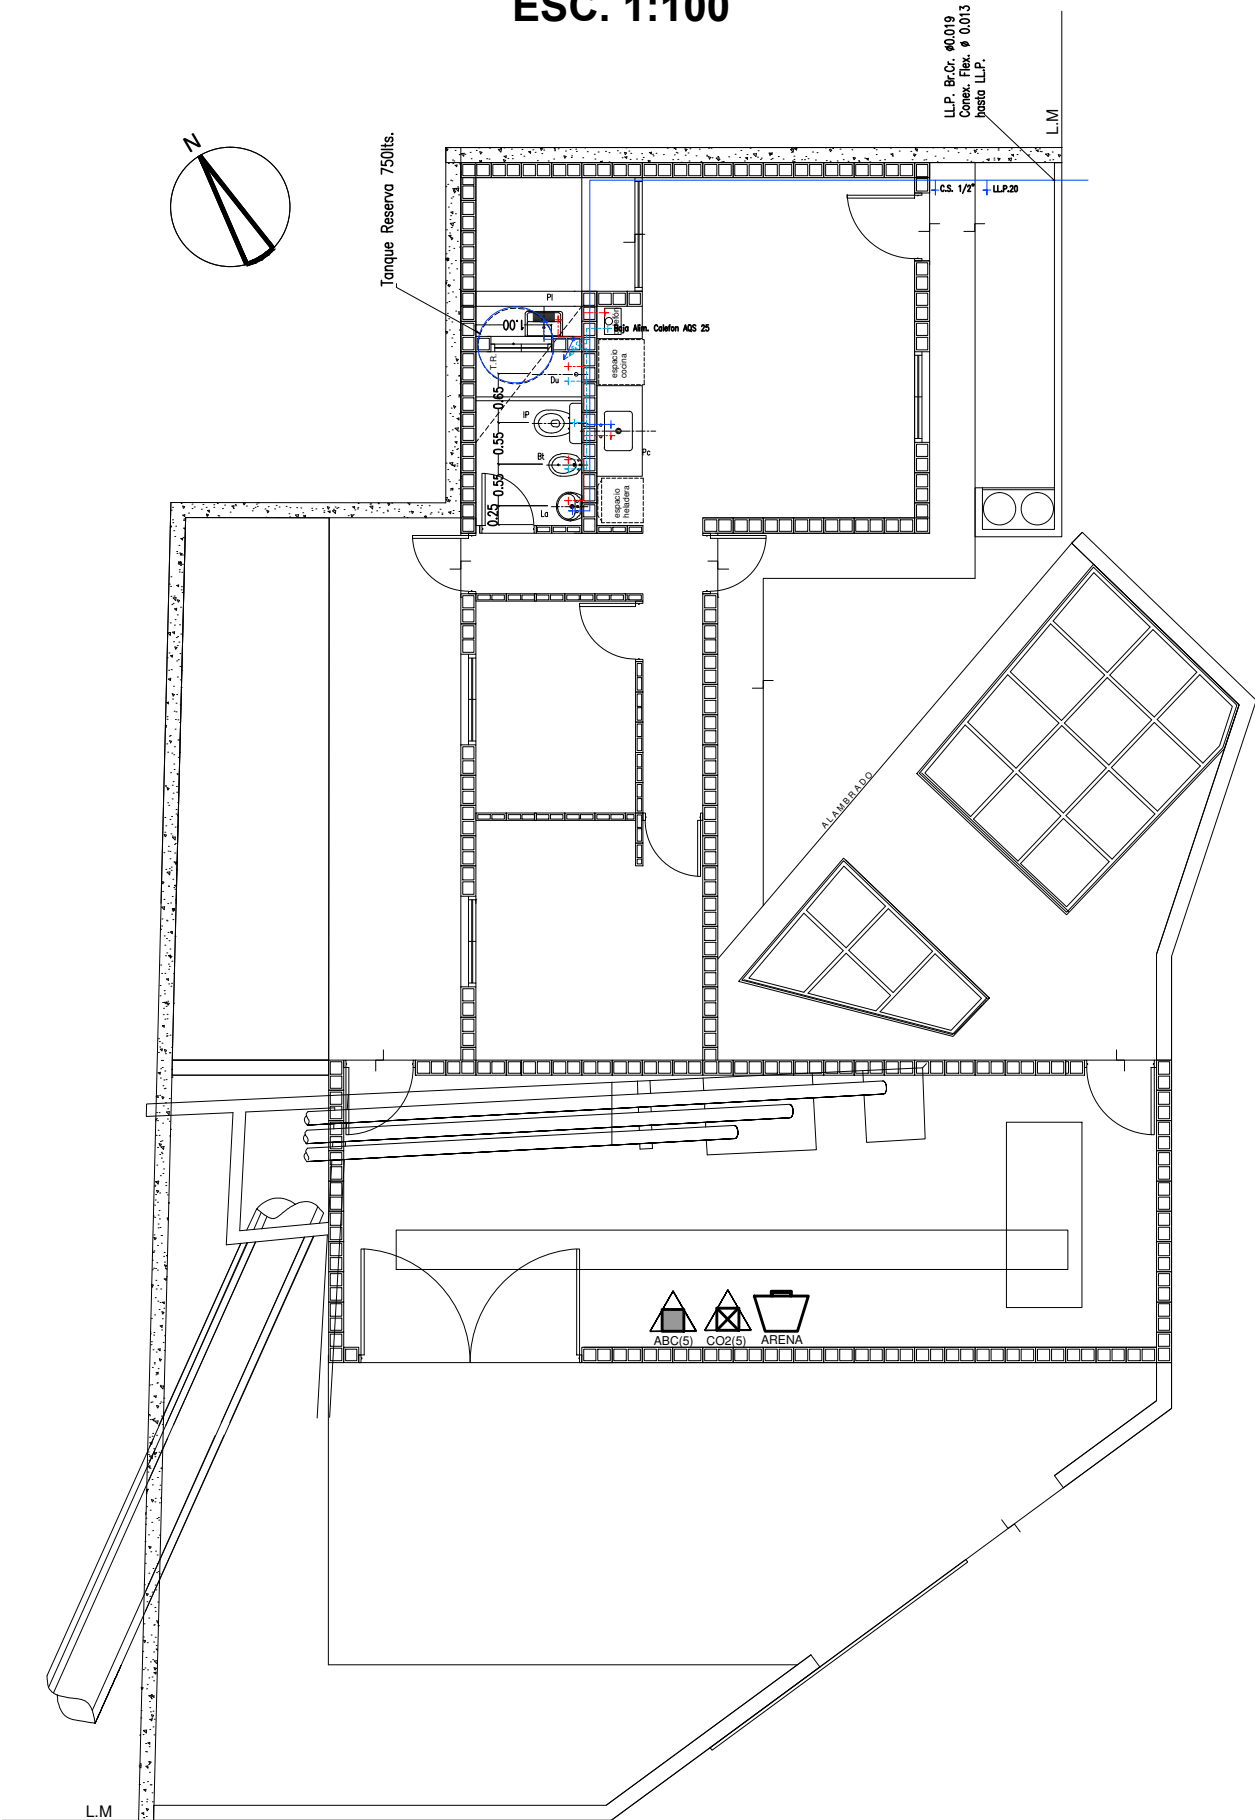 ESC. 1:100
LL.P. Br.Cr. ø0.019
Conex. Flex. ø 0.013
hasta LL.P.
L.M
N
Tanque Reserva 750lts.
C.S. 1/2"
LL.P.20
Pl
1.00
Baja Alim. Calefon AQS 25
T.R.
espacio
cocina
Du
0.65
IP
0.55
Bt
Pc
0.55
espacio
heladera
La
0.25
ALAMBRADO
ABC(5)
CO2(5)
ARENA
L.M